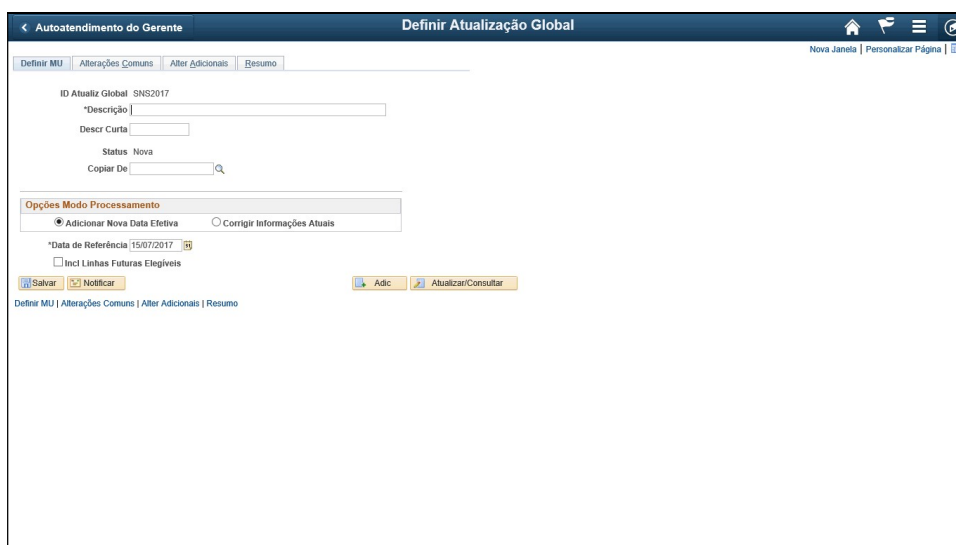 Autoatendimento do Gerente
Definir Atualização Global
Nova Janela | Personalizar Página |
Definir MU Alterações Comuns Alter Adicionais Resumo
ID Atualiz Global SNS2017
*Descrição
Descr Curta
Status Nova
Copiar De
Opções Modo Processamento
Adicionar Nova Data Efetiva Corrigir Informações Atuais
*Data de Referência 15/07/2017
Incl Linhas Futuras Elegíveis
Salvar Notificar Adic Atualizar/Consultar
Definir MU | Alterações Comuns | Alter Adicionais | Resumo